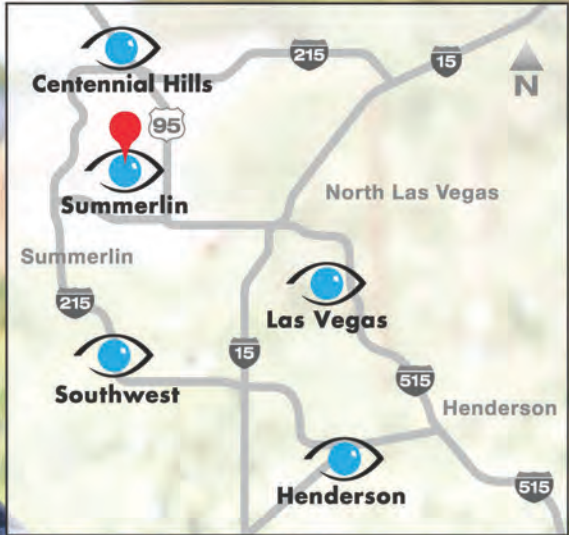 215
15
N
Centennial Hills
95
Summerlin
North Las Vegas
Summerlin
215
Las Vegas
15
Southwest
515
Henderson
Henderson
515